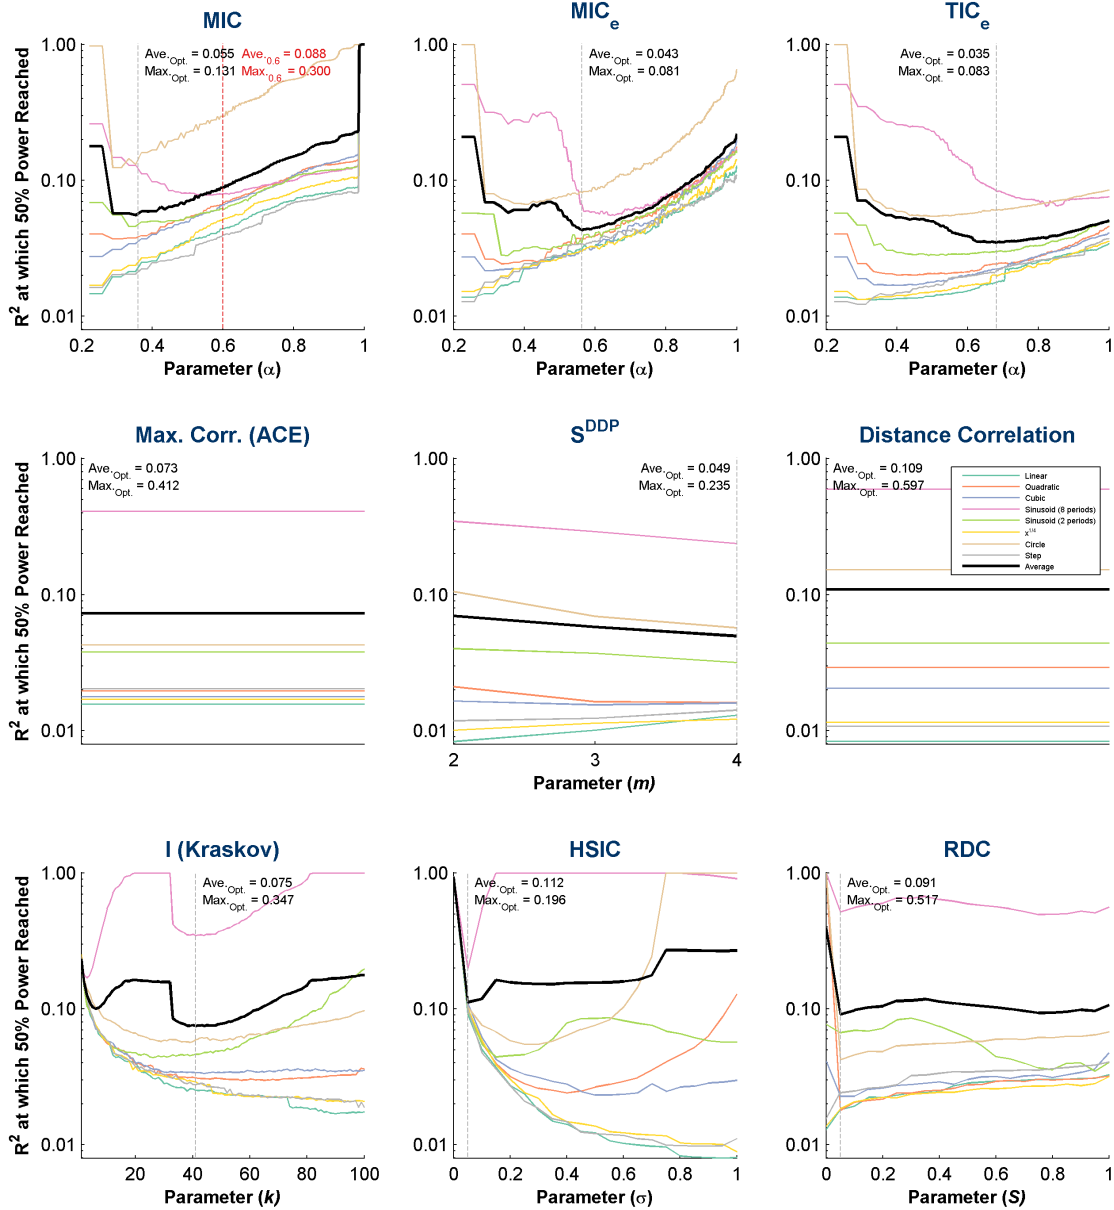 MIC
MICe
TICe
R2 at which 50% Power Reached
1.00
0.10
0.01
Ave.Opt. = 0.055
Max.Opt. = 0.131
Ave.0.6 = 0.088
Max.0.6 = 0.300
0.2 0.4 0.6 0.8 1
Parameter (α)
1.00
0.10
0.01
Ave.Opt. = 0.043
Max.Opt. = 0.081
0.2 0.4 0.6 0.8 1
Parameter (α)
1.00
0.10
0.01
Ave.Opt. = 0.035
Max.Opt. = 0.083
0.2 0.4 0.6 0.8 1
Parameter (α)
Max. Corr. (ACE)
SDDP
Distance Correlation
R2 at which 50% Power Reached
1.00
0.10
0.01
Ave.Opt. = 0.073
Max.Opt. = 0.412
1.00
0.10
0.01
Ave.Opt. = 0.049
Max.Opt. = 0.235
2 3 4
Parameter (m)
1.00
0.10
0.01
Ave.Opt. = 0.109
Max.Opt. = 0.597
Linear
Quadratic
Cubic
Sinusoid (8 periods)
Sinusoid (2 periods)
x1/4
Circle
Step
Average
I (Kraskov)
HSIC
RDC
R2 at which 50% Power Reached
1.00
0.10
0.01
Ave.Opt. = 0.075
Max.Opt. = 0.347
20 40 60 80 100
Parameter (k)
1.00
0.10
0.01
Ave.Opt. = 0.112
Max.Opt. = 0.196
0 0.2 0.4 0.6 0.8 1
Parameter (σ)
1.00
0.10
0.01
Ave.Opt. = 0.091
Max.Opt. = 0.517
0 0.2 0.4 0.6 0.8 1
Parameter (S)